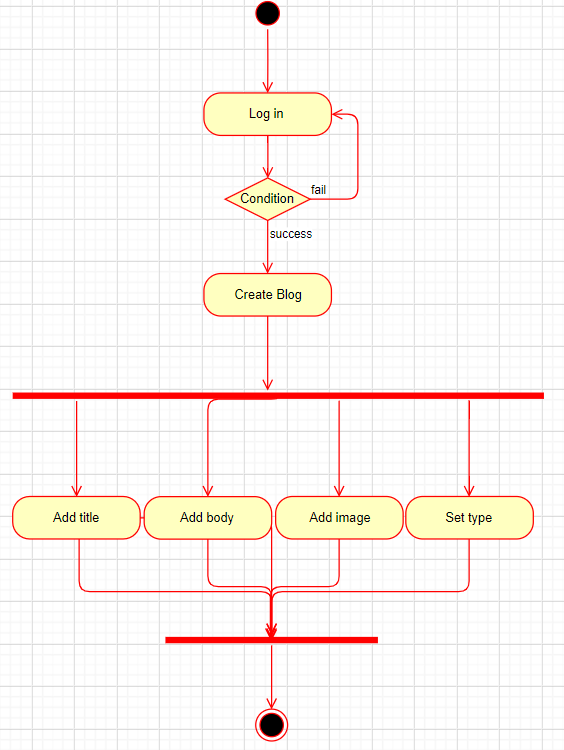 Log in
Condition
fail
success
Create Blog
Add title
Add body
Add image
Set type